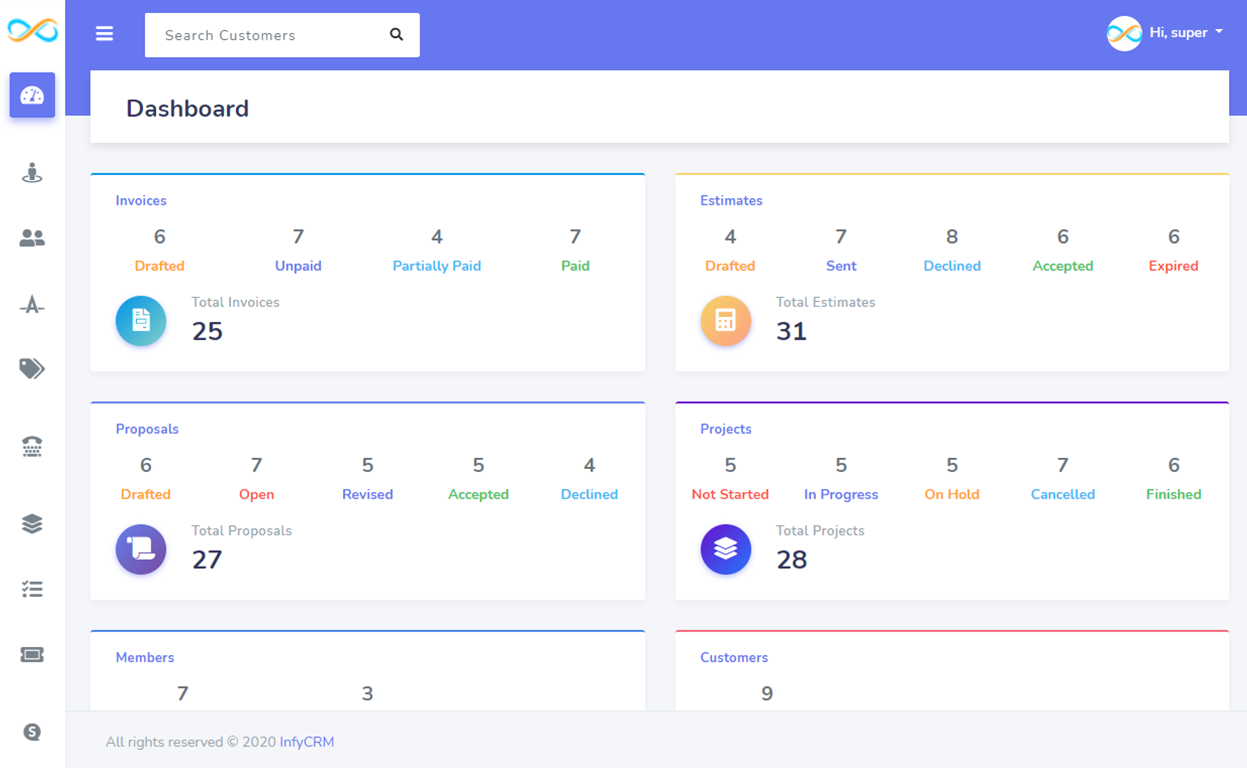 Search Customers
Hi, super
Dashboard
Invoices
6 7 4 7
Drafted Unpaid Partially Paid Paid
Total Invoices
25
Estimates
4 7 8 6 6
Drafted Sent Declined Accepted Expired
Total Estimates
31
Proposals
6 7 5 5 4
Drafted Open Revised Accepted Declined
Total Proposals
27
Projects
5 5 5 7 6
Not Started In Progress On Hold Cancelled Finished
Total Projects
28
Members
7 3
Customers
9
All rights reserved © 2020 InfyCRM